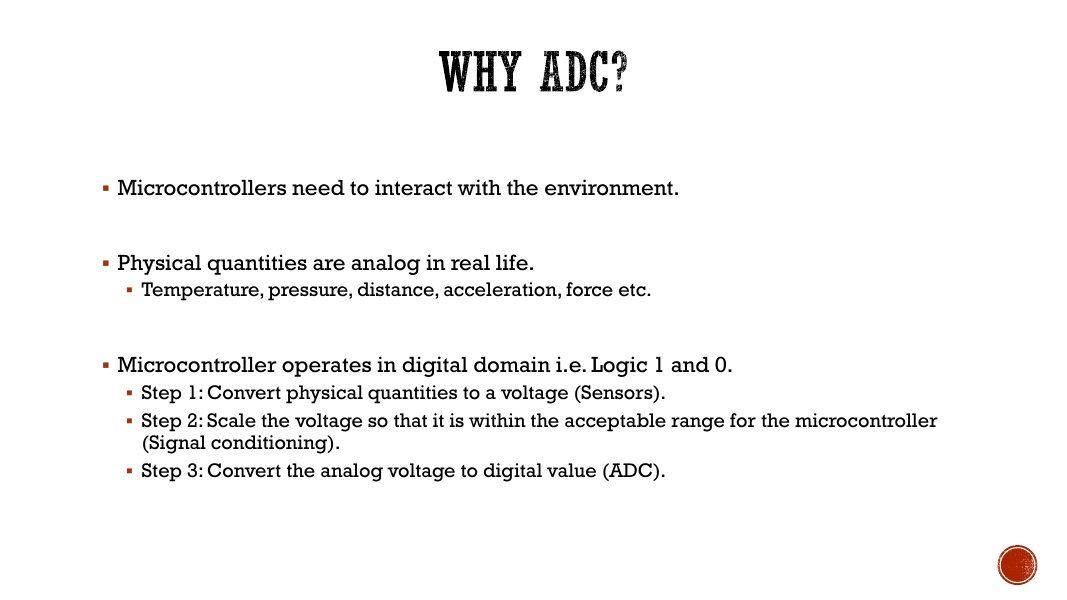 WHY ADC?
▪ Microcontrollers need to interact with the environment.
▪ Physical quantities are analog in real life.
▪ Temperature, pressure, distance, acceleration, force etc.
▪ Microcontroller operates in digital domain i.e. Logic 1 and 0.
▪ Step 1: Convert physical quantities to a voltage (Sensors).
▪ Step 2: Scale the voltage so that it is within the acceptable range for the microcontroller
(Signal conditioning).
▪ Step 3: Convert the analog voltage to digital value (ADC).